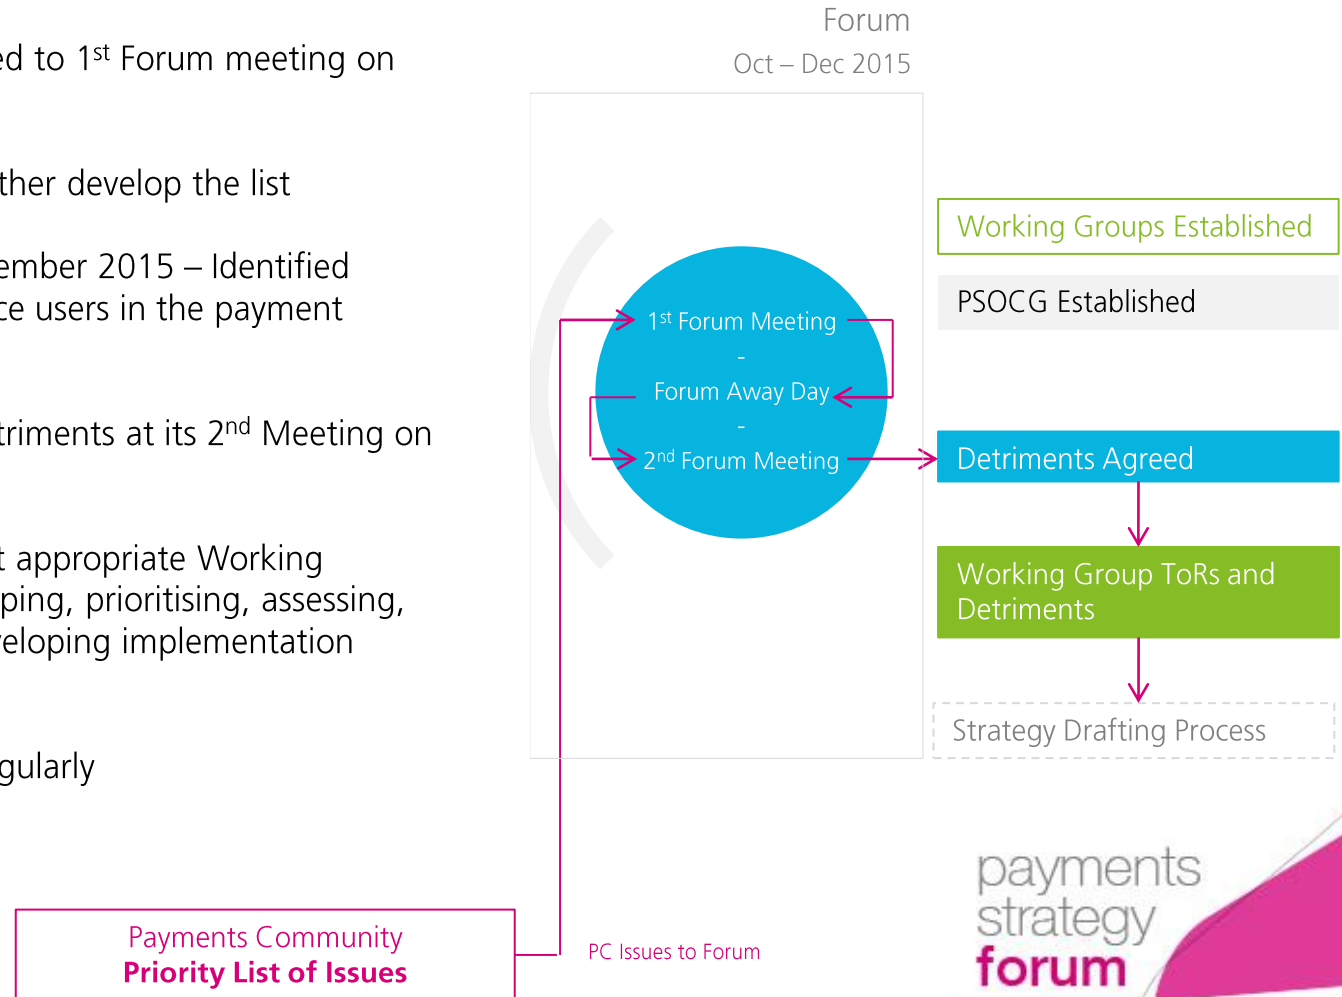 ed to 1st Forum meeting on
ther develop the list
ember 2015 – Identified
ce users in the payment
triments at its 2nd Meeting on
t appropriate Working
ping, prioritising, assessing,
veloping implementation
gularly
Forum
Oct – Dec 2015
1st Forum Meeting
-
Forum Away Day
-
2nd Forum Meeting
Working Groups Established
PSOCG Established
Detriments Agreed
Working Group ToRs and
Detriments
Strategy Drafting Process
Payments Community
Priority List of Issues
PC Issues to Forum
payments
strategy
forum